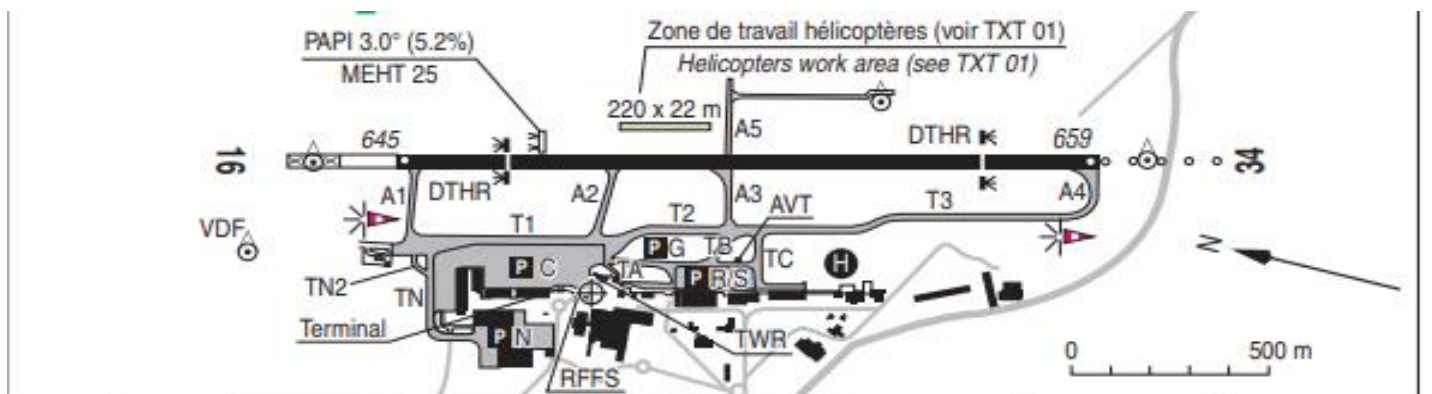 PAPI 3.0° (5.2%)
MEHT 25
Zone de travail hélicoptères (voir TXT 01)
Helicopters work area (see TXT 01)
220 x 22 m
A5
DTHR
16
645
659
34
A1
DTHR
A2
A3
T3
A4
T1
T2
AVT
VDF
P G
TB
TC
H
N
TN2
TN
P C
TA
P R/S
Terminal
P N
TWR
RFFS
0
500 m